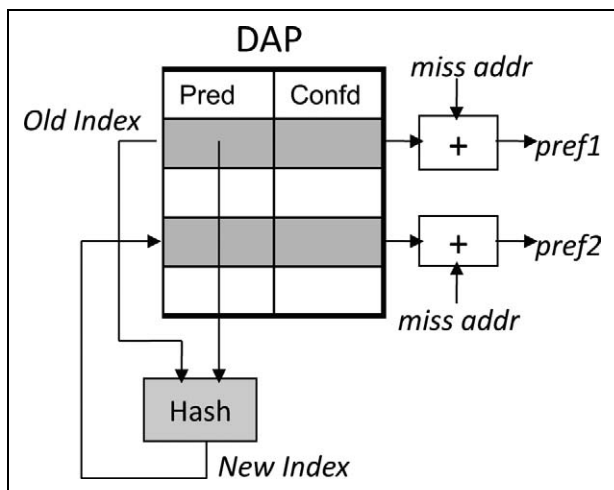 DAP
miss addr
Pred Confd
Old Index
+
pref1
+
pref2
miss addr
Hash
New Index